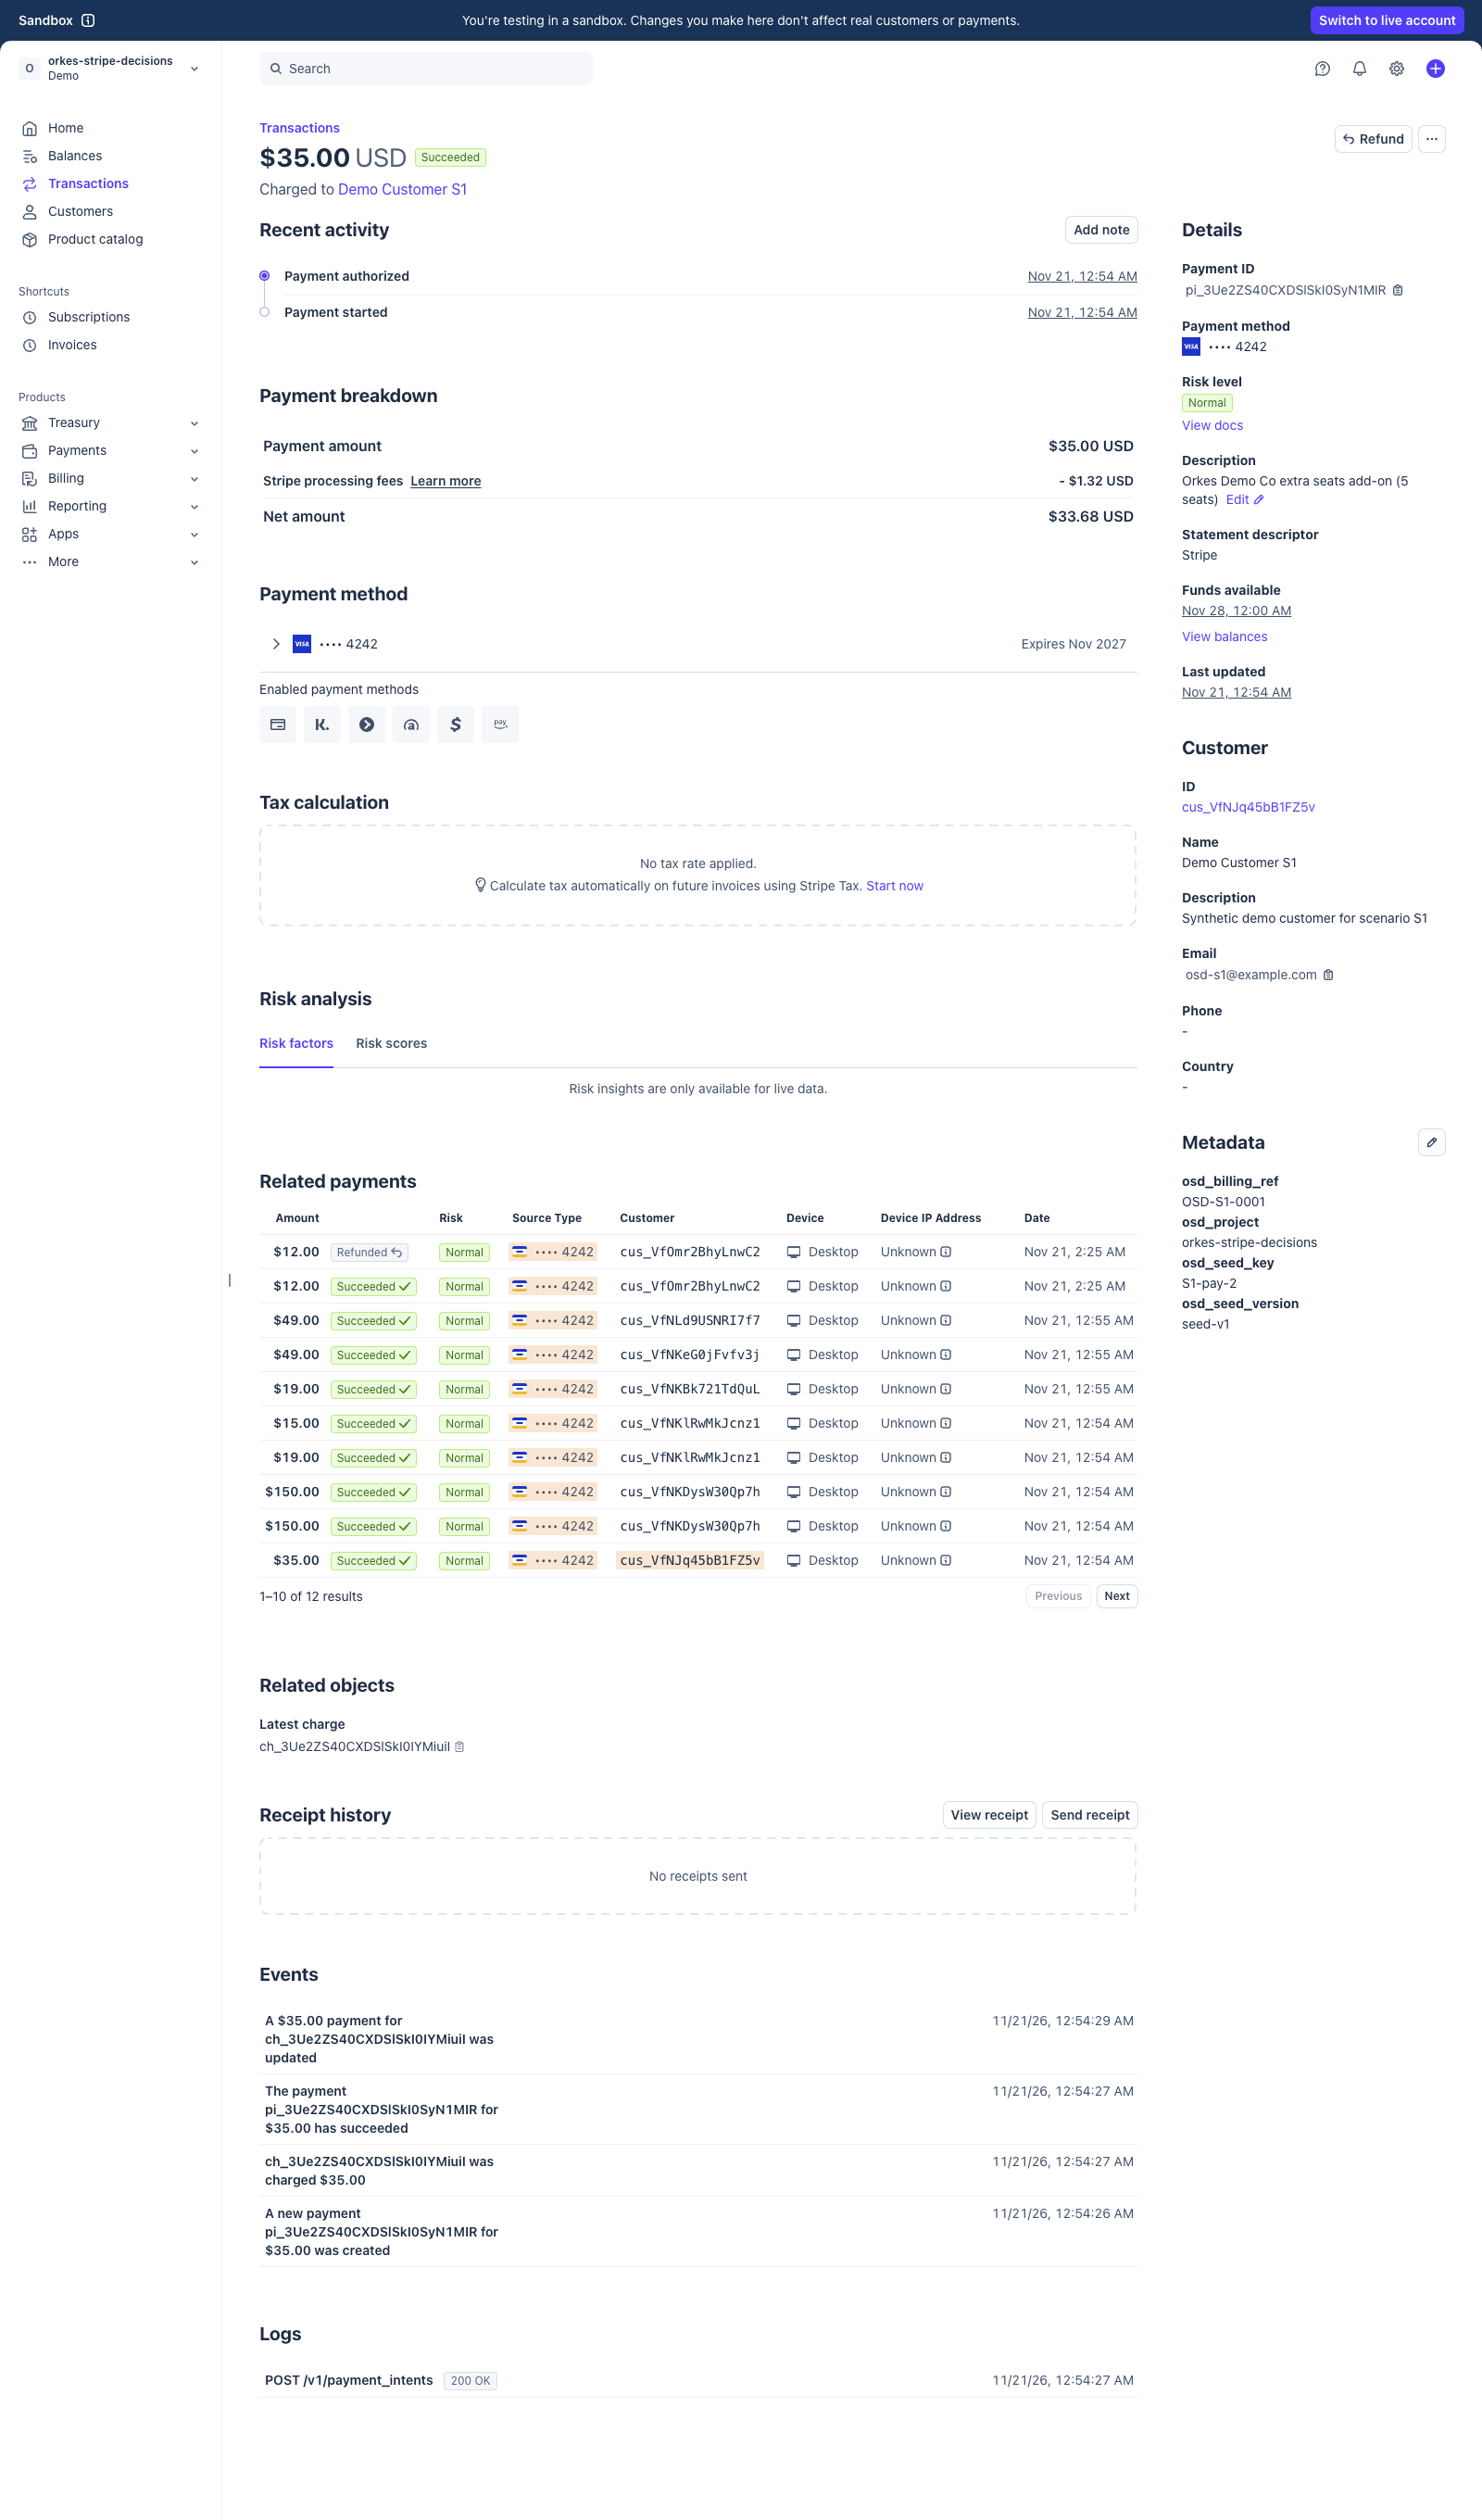 Sandbox
You're testing in a sandbox. Changes you make here don't affect real customers or payments.
Switch to live account
O
orkes-stripe-decisions
Demo
Search
Home
Balances
Transactions
Customers
Product catalog
Shortcuts
Subscriptions
Invoices
Products
Treasury
Payments
Billing
Reporting
Apps
More
Transactions
$35.00 USD Succeeded
Charged to Demo Customer S1
Refund
Recent activity
Add note
Payment authorized Nov 21, 12:54 AM
Payment started Nov 21, 12:54 AM
Payment breakdown
Payment amount $35.00 USD
Stripe processing fees Learn more - $1.32 USD
Net amount $33.68 USD
Payment method
VISA •••• 4242 Expires Nov 2027
Enabled payment methods
K. a $ pay
Tax calculation
No tax rate applied.
Calculate tax automatically on future invoices using Stripe Tax. Start now
Risk analysis
Risk factors Risk scores
Risk insights are only available for live data.
Related payments
Amount Risk Source Type Customer Device Device IP Address Date
$12.00 Refunded Normal •••• 4242 cus_VfOmr2BhyLnwC2 Desktop Unknown Nov 21, 2:25 AM
$12.00 Succeeded Normal •••• 4242 cus_VfOmr2BhyLnwC2 Desktop Unknown Nov 21, 2:25 AM
$49.00 Succeeded Normal •••• 4242 cus_VfNLd9USNRI7f7 Desktop Unknown Nov 21, 12:55 AM
$49.00 Succeeded Normal •••• 4242 cus_VfNKeG0jFvfv3j Desktop Unknown Nov 21, 12:55 AM
$19.00 Succeeded Normal •••• 4242 cus_VfNKBk721TdQuL Desktop Unknown Nov 21, 12:55 AM
$15.00 Succeeded Normal •••• 4242 cus_VfNKlRwMkJcnz1 Desktop Unknown Nov 21, 12:54 AM
$19.00 Succeeded Normal •••• 4242 cus_VfNKlRwMkJcnz1 Desktop Unknown Nov 21, 12:54 AM
$150.00 Succeeded Normal •••• 4242 cus_VfNKDysW30Qp7h Desktop Unknown Nov 21, 12:54 AM
$150.00 Succeeded Normal •••• 4242 cus_VfNKDysW30Qp7h Desktop Unknown Nov 21, 12:54 AM
$35.00 Succeeded Normal •••• 4242 cus_VfNJq45bB1FZ5v Desktop Unknown Nov 21, 12:54 AM
1–10 of 12 results
Previous Next
Related objects
Latest charge
ch_3Ue2ZS40CXDSlSkI0IYMiuiI
Receipt history
View receipt Send receipt
No receipts sent
Events
A $35.00 payment for
ch_3Ue2ZS40CXDSlSkI0IYMiuiI was
updated
11/21/26, 12:54:29 AM
The payment
pi_3Ue2ZS40CXDSlSkI0SyN1MIR for
$35.00 has succeeded
11/21/26, 12:54:27 AM
ch_3Ue2ZS40CXDSlSkI0IYMiuiI was
charged $35.00
11/21/26, 12:54:27 AM
A new payment
pi_3Ue2ZS40CXDSlSkI0SyN1MIR for
$35.00 was created
11/21/26, 12:54:26 AM
Logs
POST /v1/payment_intents 200 OK 11/21/26, 12:54:27 AM
Details
Payment ID
pi_3Ue2ZS40CXDSlSkI0SyN1MIR
Payment method
VISA •••• 4242
Risk level
Normal
View docs
Description
Orkes Demo Co extra seats add-on (5
seats) Edit
Statement descriptor
Stripe
Funds available
Nov 28, 12:00 AM
View balances
Last updated
Nov 21, 12:54 AM
Customer
ID
cus_VfNJq45bB1FZ5v
Name
Demo Customer S1
Description
Synthetic demo customer for scenario S1
Email
osd-s1@example.com
Phone
-
Country
-
Metadata
osd_billing_ref
OSD-S1-0001
osd_project
orkes-stripe-decisions
osd_seed_key
S1-pay-2
osd_seed_version
seed-v1